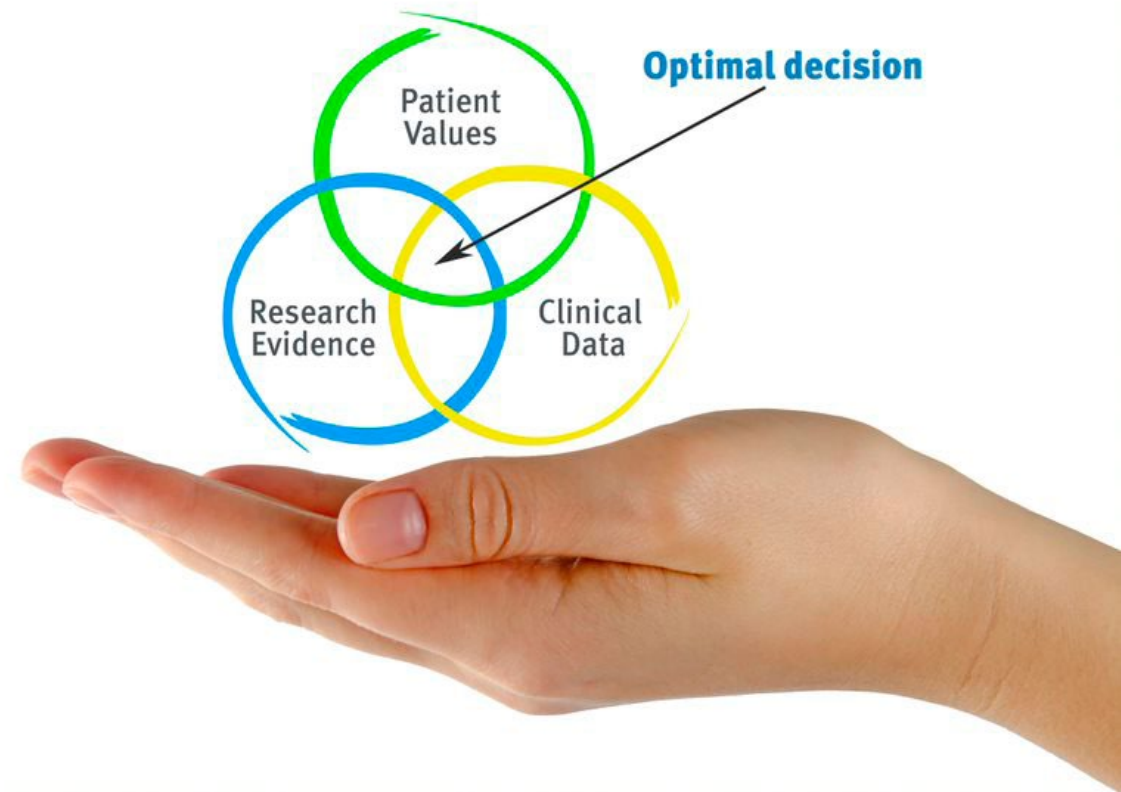 Optimal decision
Patient
Values
Research
Evidence
Clinical
Data